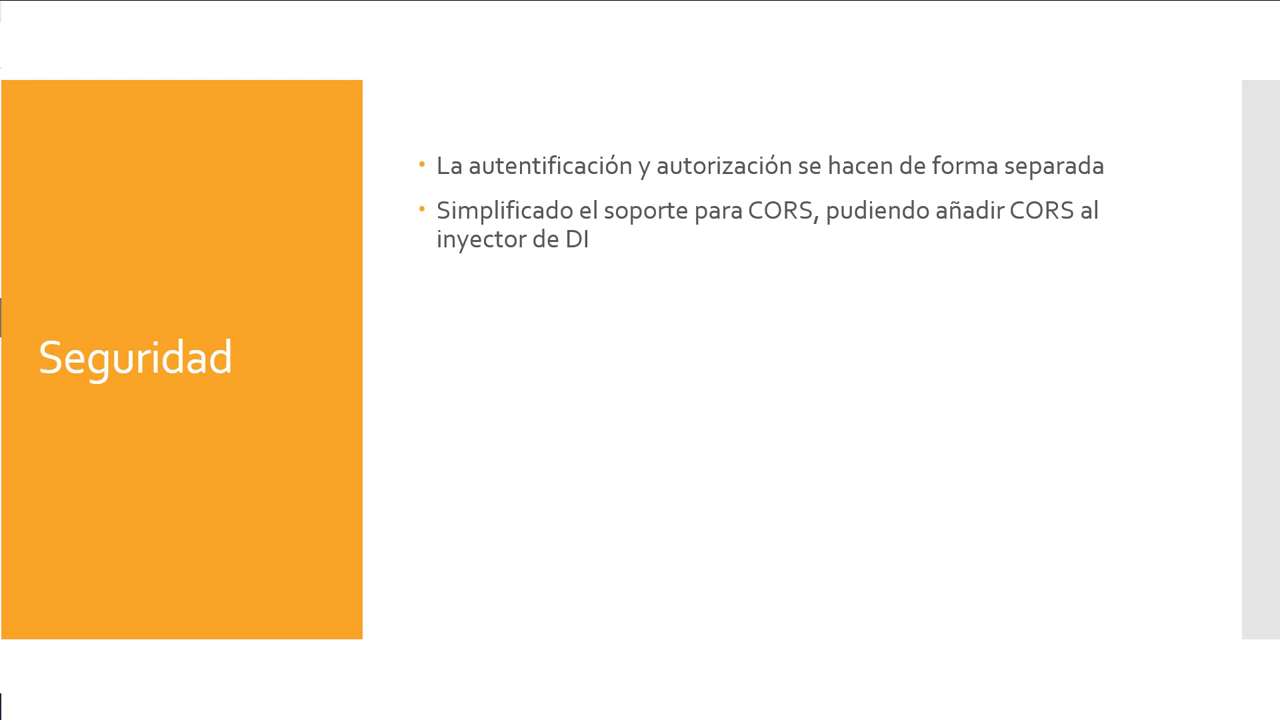 Seguridad
• La autentificación y autorización se hacen de forma separada
• Simplificado el soporte para CORS, pudiendo añadir CORS al
inyector de DI